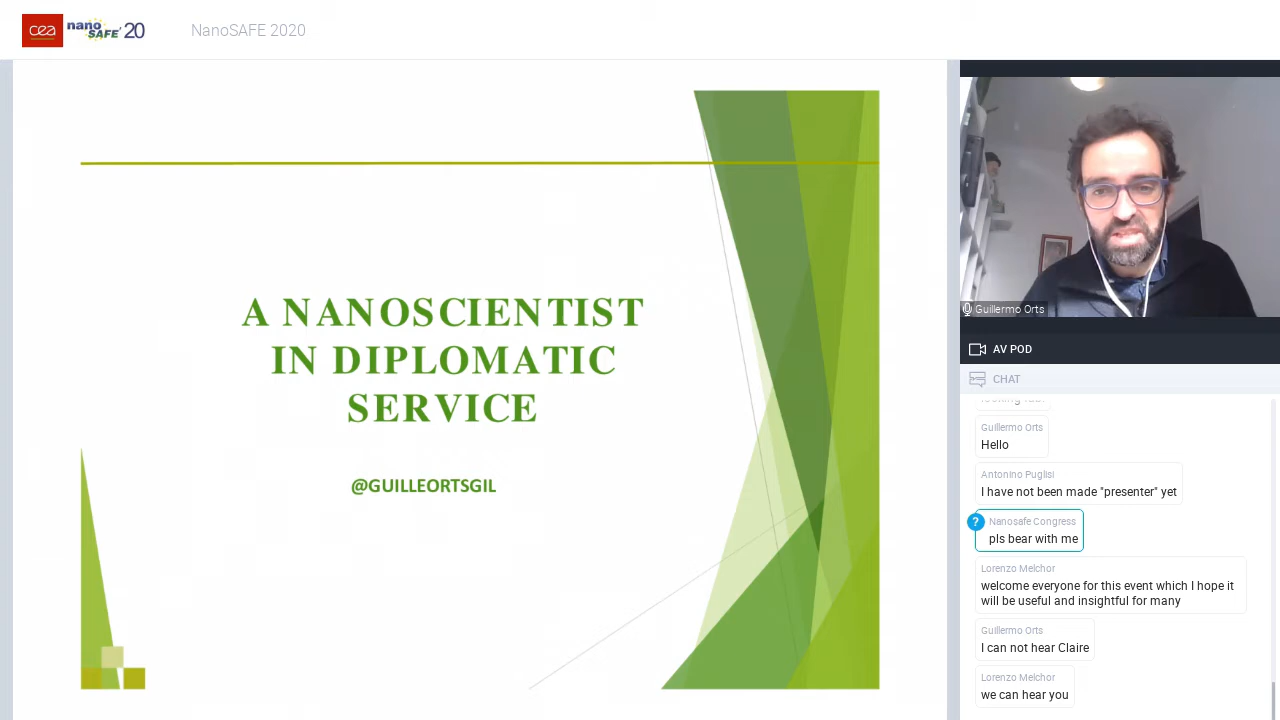 cea
nano
SAFE' 20
NanoSAFE 2020
A NANOSCIENTIST
IN DIPLOMATIC
SERVICE
@GUILLEORTSGIL
Guillermo Orts
AV POD
CHAT
Guillermo Orts
Hello
Antonino Puglisi
I have not been made "presenter" yet
?
Nanosafe Congress
pls bear with me
Lorenzo Melchor
welcome everyone for this event which I hope it
will be useful and insightful for many
Guillermo Orts
I can not hear Claire
Lorenzo Melchor
we can hear you